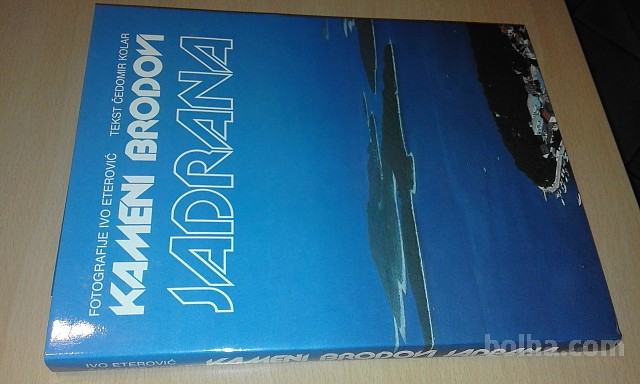 FOTOGRAFIJE IVO ETEROVIĆ TEKST ČEDOMIR KOLAR
KAMENI BRODOVI
JADRANA
IVO ETEROVIĆ KAMENI BRODOVI JADRANA
bolha.com